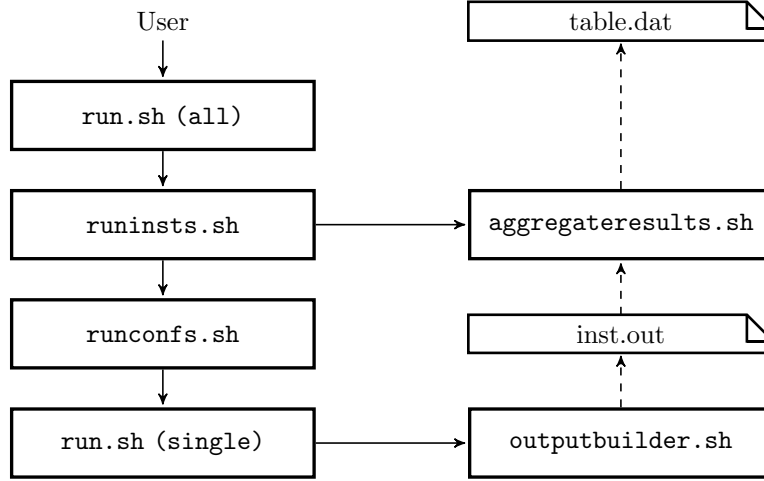 User
table.dat
run.sh (all)
runinsts.sh
aggregateresults.sh
runconfs.sh
inst.out
run.sh (single)
outputbuilder.sh